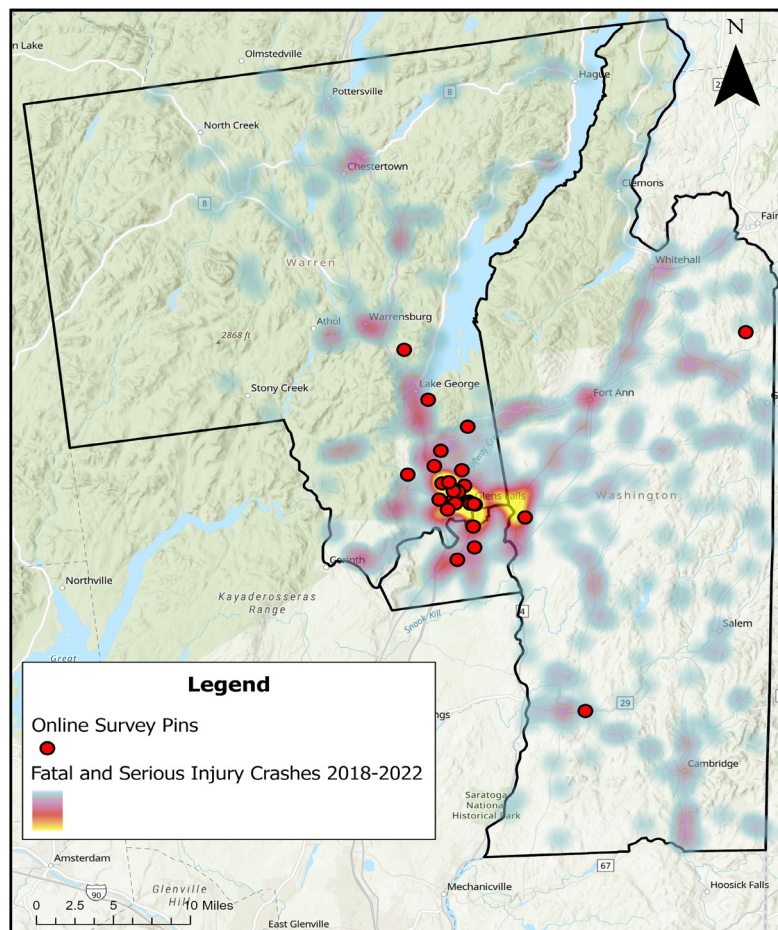 n Lake
Olmstedville
N
Hague
Pottersville
8
North Creek
Chestertown
8
Clemons
Warren
Whitehall
Athol
Warrensburg
2868 ft
Stony Creek
Lake George
Fort Ann
Glens Falls
Washington
Corinth
Northville
Kayaderosseras
Range
Snook Kill
4
Salem
Great
Legend
Online Survey Pins
Fatal and Serious Injury Crashes 2018-2022
ngs
29
Cambridge
Saratoga
National
Historical Park
67
Amsterdam
Mechanicville
Hoosick Falls
90
Glenville
Hil
0 5 10 Miles
East Glenville